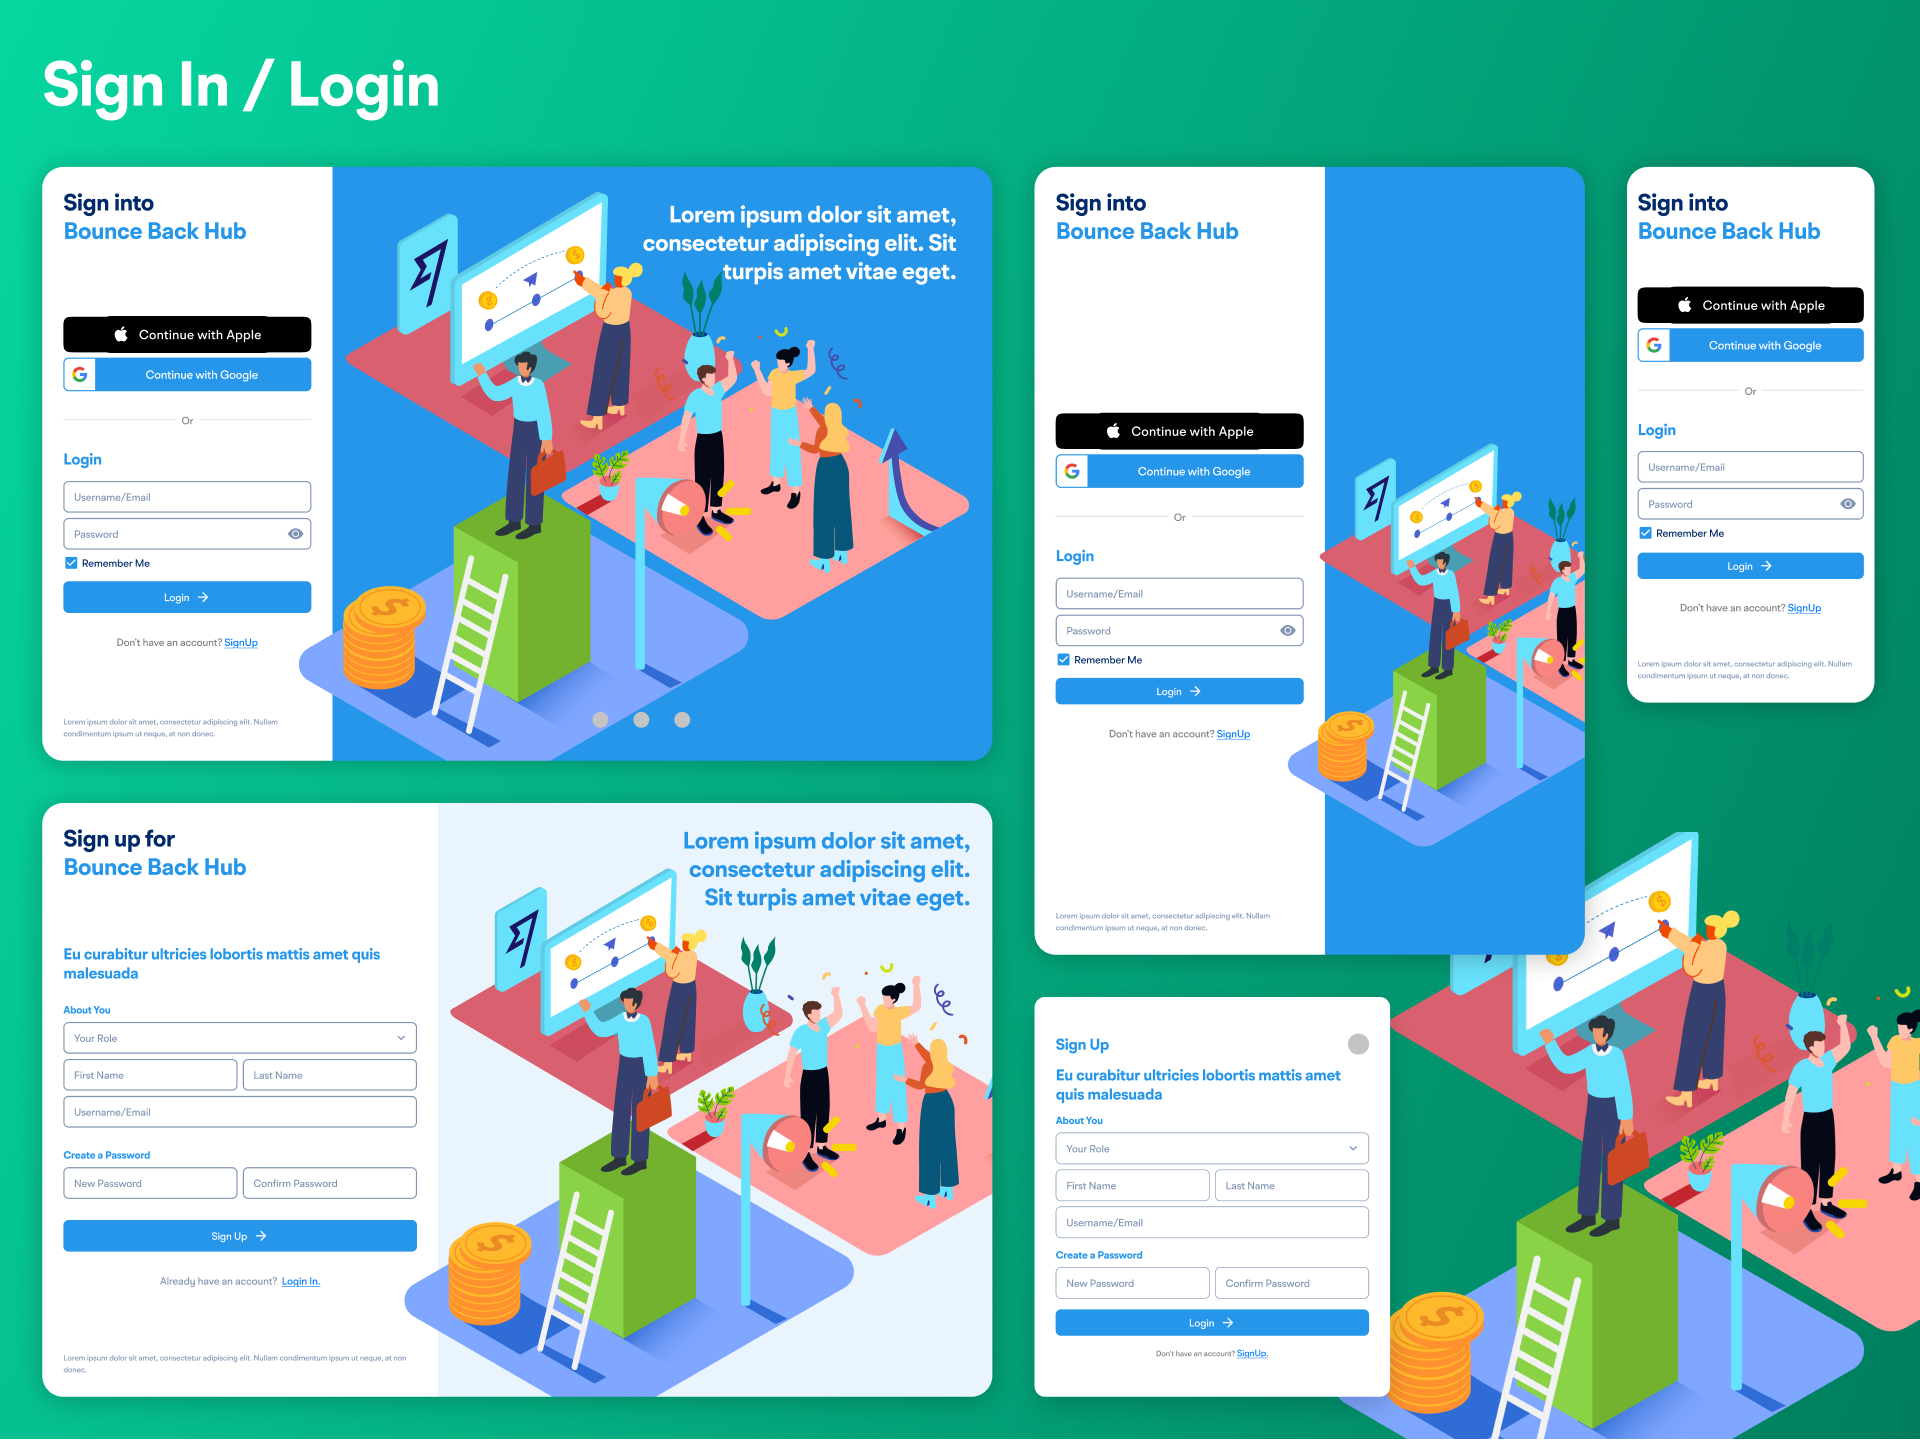 Sign In / Login
Sign into
Bounce Back Hub
Continue with Apple
Continue with Google
Or
Login
Username/Email
Password
Remember Me
Login
Don't have an account? SignUp
Lorem ipsum dolor sit amet, consectetur adipiscing elit. Nullam
condimentum ipsum ut neque, at non donec.
Lorem ipsum dolor sit amet,
consectetur adipiscing elit. Sit
turpis amet vitae eget.
Sign into
Bounce Back Hub
Continue with Apple
Continue with Google
Or
Login
Username/Email
Password
Remember Me
Login
Don't have an account? SignUp
Lorem ipsum dolor sit amet, consectetur adipiscing elit. Nullam
condimentum ipsum ut neque, at non donec.
Sign into
Bounce Back Hub
Continue with Apple
Continue with Google
Or
Login
Username/Email
Password
Remember Me
Login
Don't have an account? SignUp
Lorem ipsum dolor sit amet, consectetur adipiscing elit. Nullam
condimentum ipsum ut neque, at non donec.
Sign up for
Bounce Back Hub
Eu curabitur ultricies lobortis mattis amet quis
malesuada
About You
Your Role
First Name
Last Name
Username/Email
Create a Password
New Password
Confirm Password
Sign Up
Already have an account? Login In.
Lorem ipsum dolor sit amet, consectetur adipiscing elit. Nullam condimentum ipsum ut neque, at non
donec.
Lorem ipsum dolor sit amet,
consectetur adipiscing elit.
Sit turpis amet vitae eget.
Sign Up
Eu curabitur ultricies lobortis mattis amet
quis malesuada
About You
Your Role
First Name
Last Name
Username/Email
Create a Password
New Password
Confirm Password
Login
Don't have an account? SignUp.